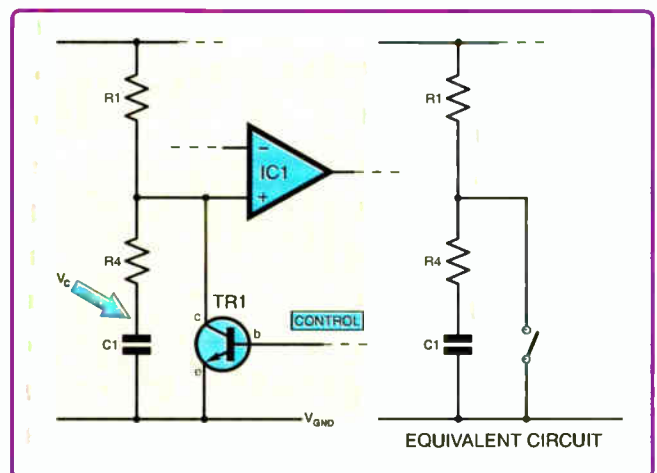 R1
−
IC1
+
R4
Vc
TR1
c
b
e
CONTROL
C1
VGND
R1
R4
C1
EQUIVALENT CIRCUIT